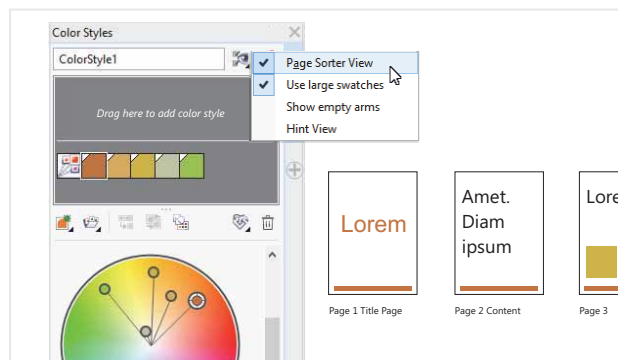 Color Styles
ColorStyle1
Page Sorter View
Use large swatches
Show empty arms
Hint View
Drag here to add color style
Lorem
Amet.
Diam
ipsum
Lore
Page 1 Title Page
Page 2 Content
Page 3